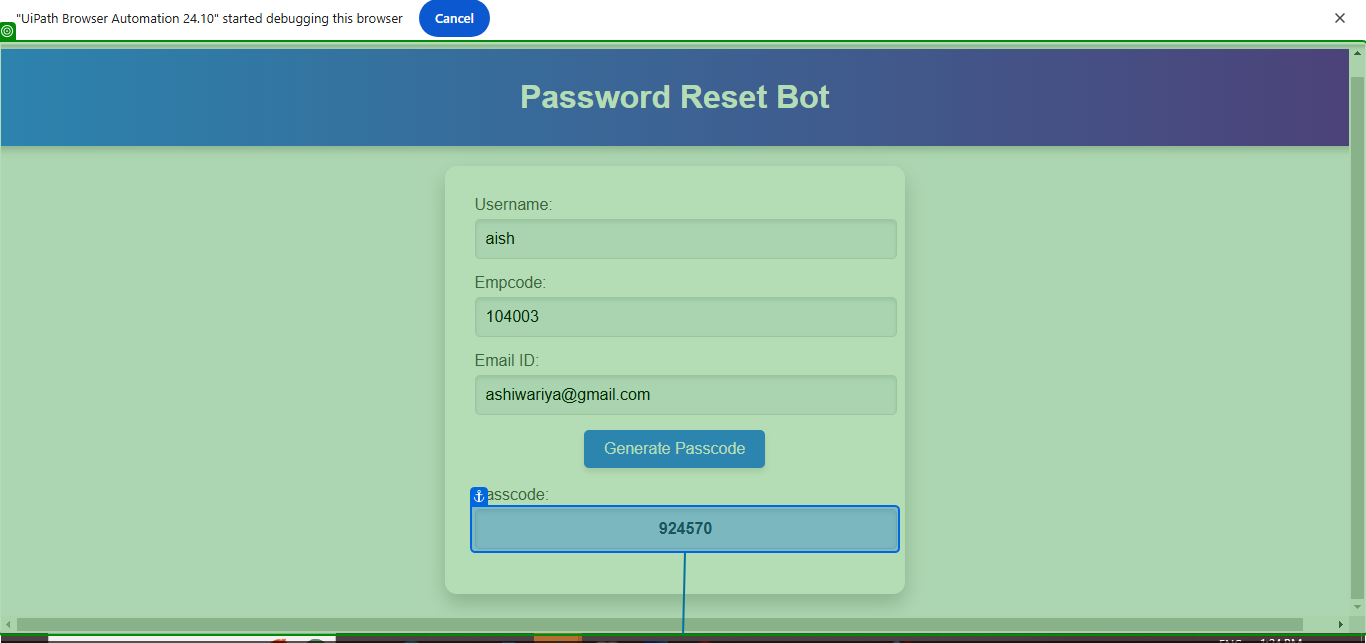 "UiPath Browser Automation 24.10" started debugging this browser
Cancel
Password Reset Bot
Username:
aish
Empcode:
104003
Email ID:
ashiwariya@gmail.com
Generate Passcode
asscode:
924570